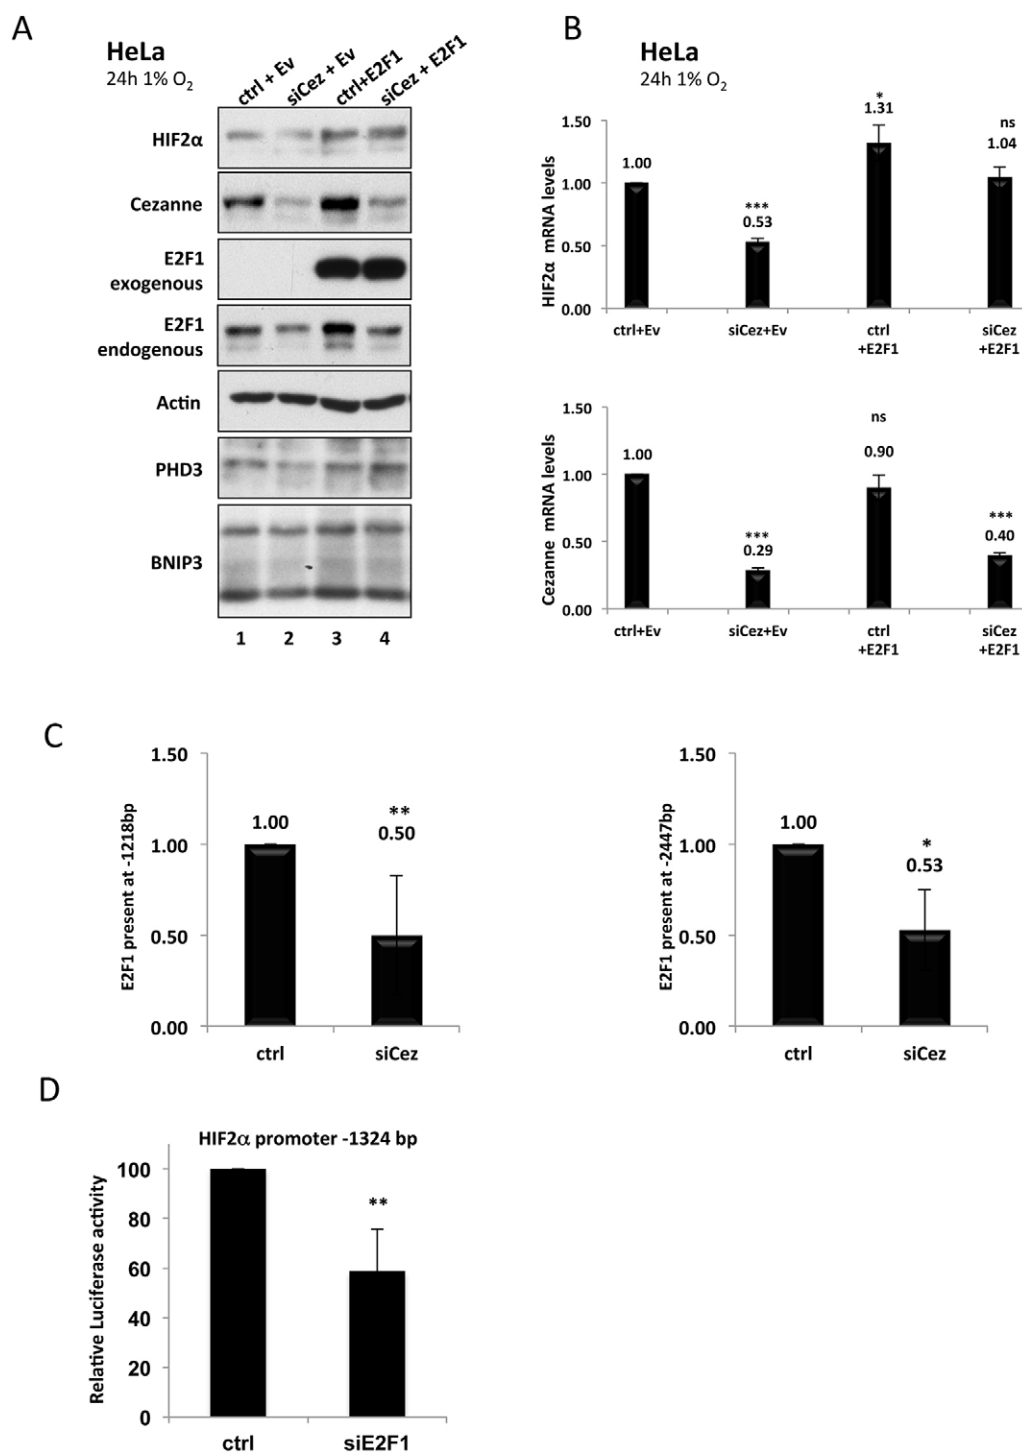 A
HeLa
24h 1% O₂
ctrl + Ev
siCez + Ev
ctrl+E2F1
siCez + E2F1
HIF2α
Cezanne
E2F1
exogenous
E2F1
endogenous
Actin
PHD3
BNIP3
1 2 3 4
B
HeLa
24h 1% O₂
HIF2α mRNA levels
1.50
1.00
0.50
0.00
1.00
***
0.53
*
1.31
ns
1.04
ctrl+Ev siCez+Ev ctrl siCez
+E2F1 +E2F1
Cezanne mRNA levels
1.50
1.00
0.50
0.00
1.00
***
0.29
ns
0.90
***
0.40
ctrl+Ev siCez+Ev ctrl siCez
+E2F1 +E2F1
C
E2F1 present at -1218bp
1.50
1.00
0.50
0.00
1.00
**
0.50
ctrl siCez
E2F1 present at -2447bp
1.50
1.00
0.50
0.00
1.00
*
0.53
ctrl siCez
D
HIF2α promoter -1324 bp
Relative Luciferase activity
100
80
60
40
20
0
**
ctrl siE2F1